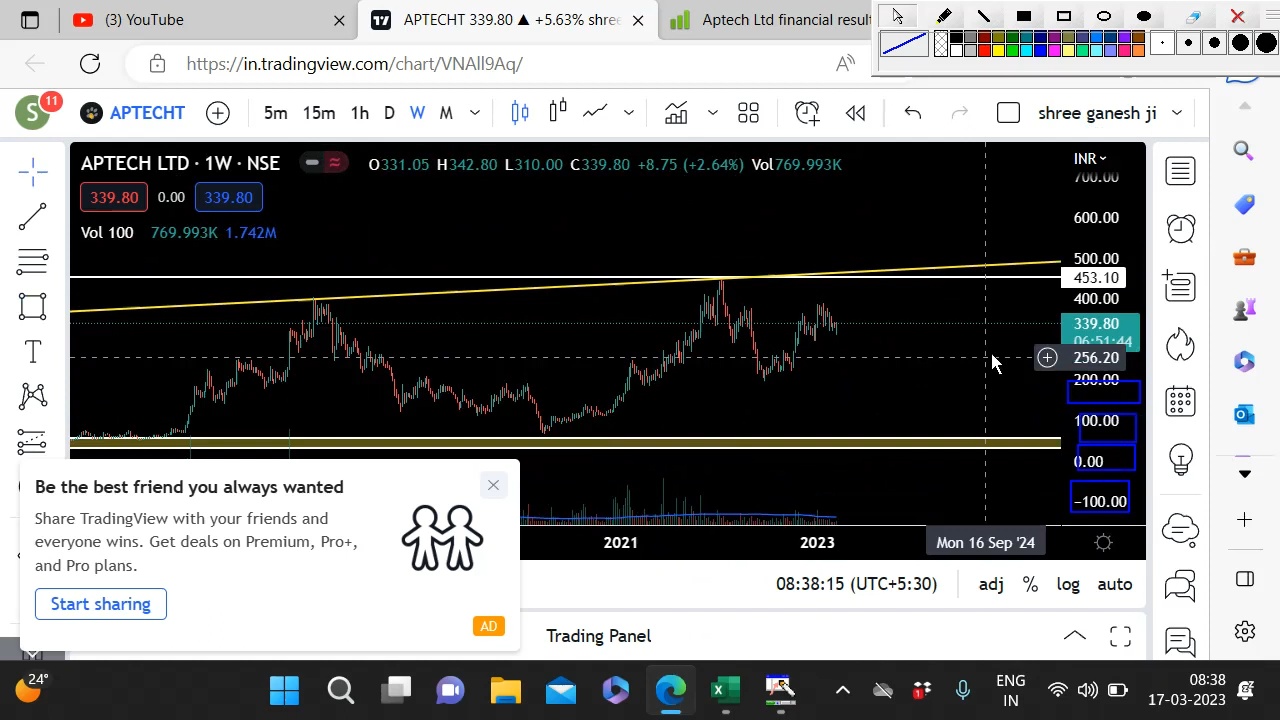 (3) YouTube
APTECHT 339.80 ▲ +5.63% shre
Aptech Ltd financial result
https://in.tradingview.com/chart/VNAll9Aq/
S
11
APTECHT
5m 15m 1h D W M
shree ganesh ji
APTECH LTD · 1W · NSE
O331.05 H342.80 L310.00 C339.80 +8.75 (+2.64%) Vol769.993K
339.80 0.00 339.80
Vol 100 769.993K 1.742M
INR
700.00
600.00
500.00
453.10
400.00
339.80
06:51:44
256.20
200.00
100.00
0.00
−100.00
2021
2023
Mon 16 Sep '24
Be the best friend you always wanted
Share TradingView with your friends and
everyone wins. Get deals on Premium, Pro+,
and Pro plans.
Start sharing
AD
08:38:15 (UTC+5:30)
adj % log auto
Trading Panel
24°
ENG
IN
08:38
17-03-2023